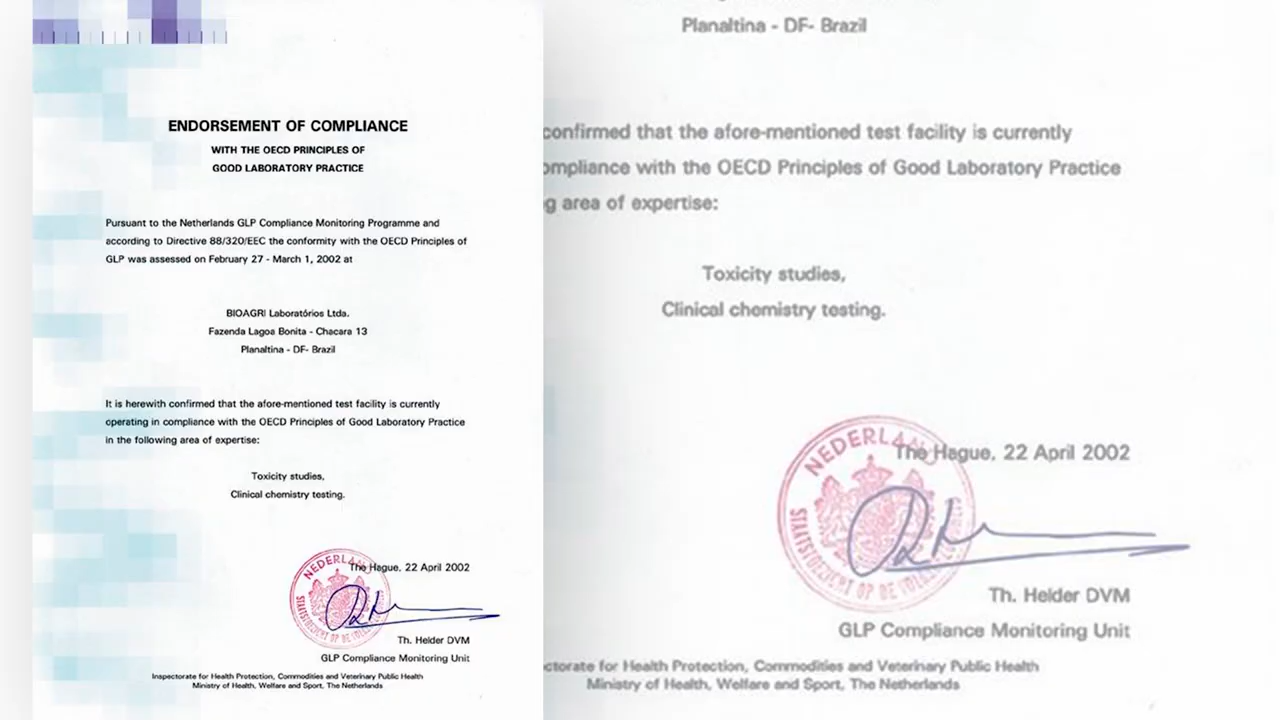 ENDORSEMENT OF COMPLIANCE
WITH THE OECD PRINCIPLES OF
GOOD LABORATORY PRACTICE
Pursuant to the Netherlands GLP Compliance Monitoring Programme and
according to Directive 88/320/EEC the conformity with the OECD Principles of
GLP was assessed on February 27 - March 1, 2002 at
BIOAGRI Laboratórios Ltda.
Fazenda Lagoa Bonita - Chacara 13
Planaltina - DF- Brazil
It is herewith confirmed that the afore-mentioned test facility is currently
operating in compliance with the OECD Principles of Good Laboratory Practice
in the following area of expertise:
Toxicity studies,
Clinical chemistry testing.
NEDERLAND
The Hague, 22 April 2002
Th. Helder DVM
GLP Compliance Monitoring Unit
Inspectorate for Health Protection, Commodities and Veterinary Public Health
Ministry of Health, Welfare and Sport, The Netherlands
Planaltina - DF- Brazil
confirmed that the afore-mentioned test facility is currently
ompliance with the OECD Principles of Good Laboratory Practice
g area of expertise:
Toxicity studies,
Clinical chemistry testing.
NEDERLAND
STAATSTOEZICHT OP DE
The Hague, 22 April 2002
Th. Helder DVM
GLP Compliance Monitoring Unit
ctorate for Health Protection, Commodities and Veterinary Public Health
Ministry of Health, Welfare and Sport, The Netherlands